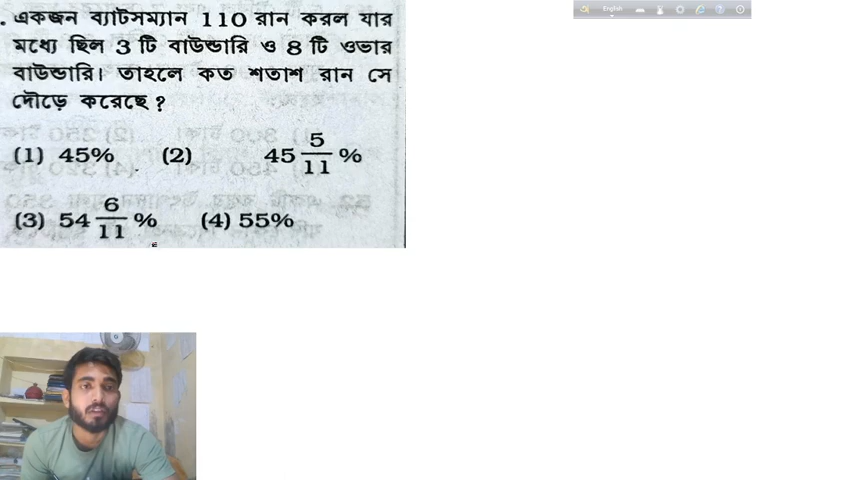 . একজন ব্যাটসম্যান 110 রান করল যার
মধ্যে ছিল 3 টি বাউন্ডারি ও 8 টি ওভার
বাউন্ডারি। তাহলে কত শতাশ রান সে
দৌড়ে করেছে ?
(1) 45% (2) 45 5/11 %
(3) 54 6/11 % (4) 55%
English